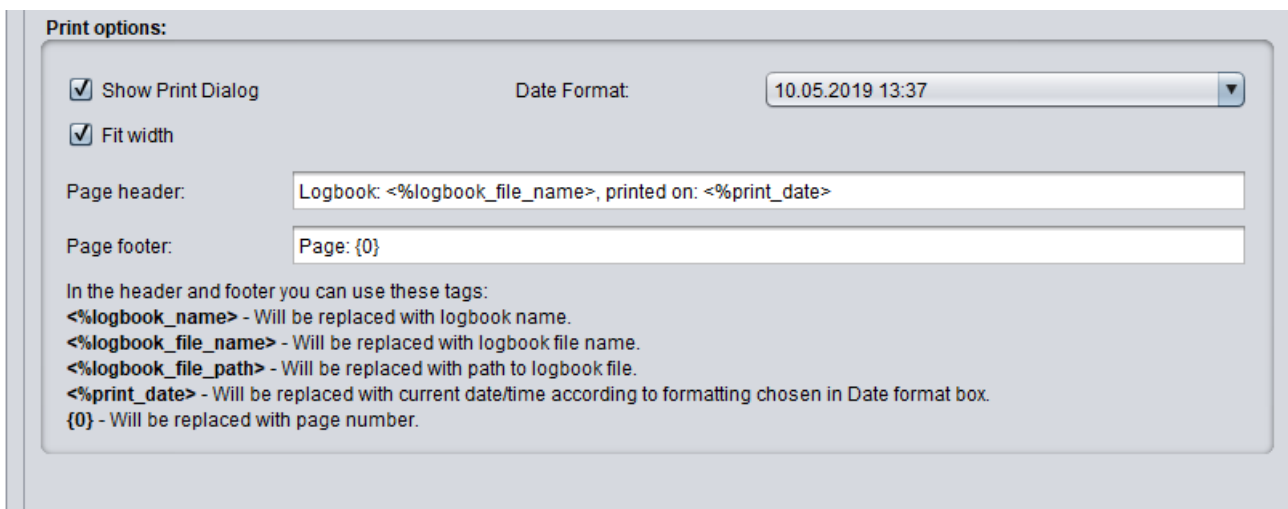 Print options:
Show Print Dialog
Date Format:
10.05.2019 13:37
Fit width
Page header:
Logbook: <%logbook_file_name>, printed on: <%print_date>
Page footer:
Page: {0}
In the header and footer you can use these tags:
<%logbook_name> - Will be replaced with logbook name.
<%logbook_file_name> - Will be replaced with logbook file name.
<%logbook_file_path> - Will be replaced with path to logbook file.
<%print_date> - Will be replaced with current date/time according to formatting chosen in Date format box.
{0} - Will be replaced with page number.